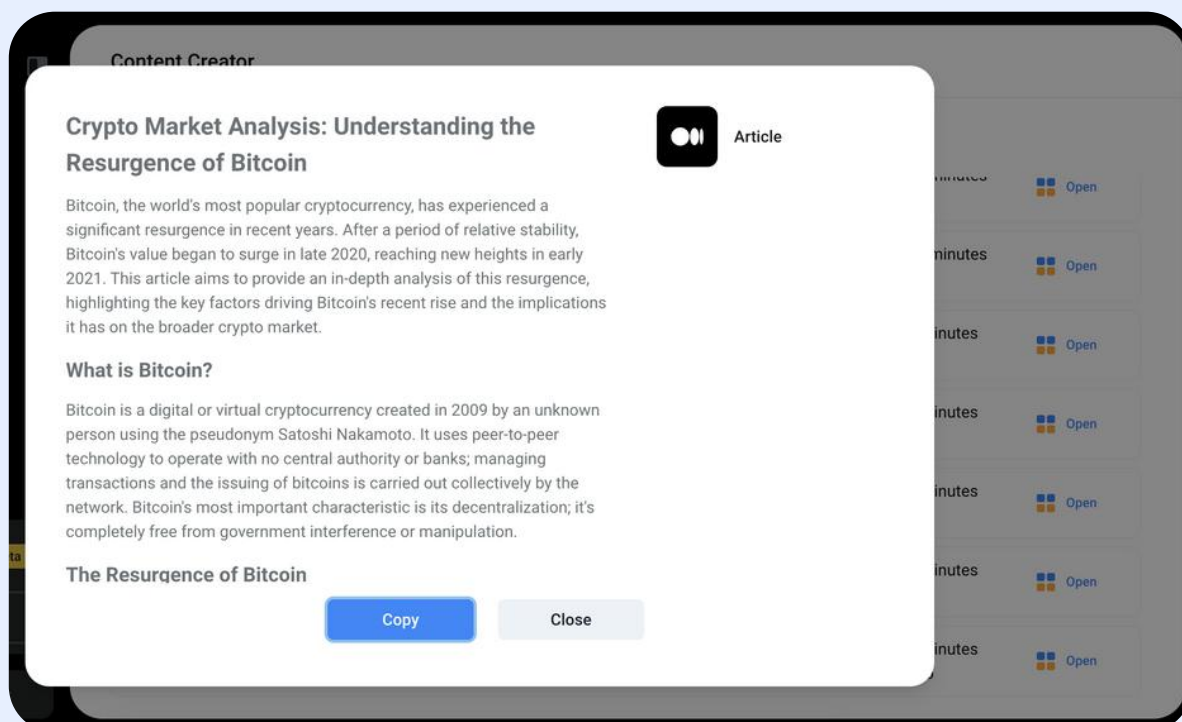 Content Creator
Crypto Market Analysis: Understanding the
Resurgence of Bitcoin
Article
Bitcoin, the world's most popular cryptocurrency, has experienced a
significant resurgence in recent years. After a period of relative stability,
Bitcoin's value began to surge in late 2020, reaching new heights in early
2021. This article aims to provide an in-depth analysis of this resurgence,
highlighting the key factors driving Bitcoin's recent rise and the implications
it has on the broader crypto market.
What is Bitcoin?
Bitcoin is a digital or virtual cryptocurrency created in 2009 by an unknown
person using the pseudonym Satoshi Nakamoto. It uses peer-to-peer
technology to operate with no central authority or banks; managing
transactions and the issuing of bitcoins is carried out collectively by the
network. Bitcoin's most important characteristic is its decentralization; it's
completely free from government interference or manipulation.
The Resurgence of Bitcoin
Copy
Close
minutes
Open
minutes
Open
inutes
Open
inutes
Open
inutes
Open
inutes
Open
inutes
Open